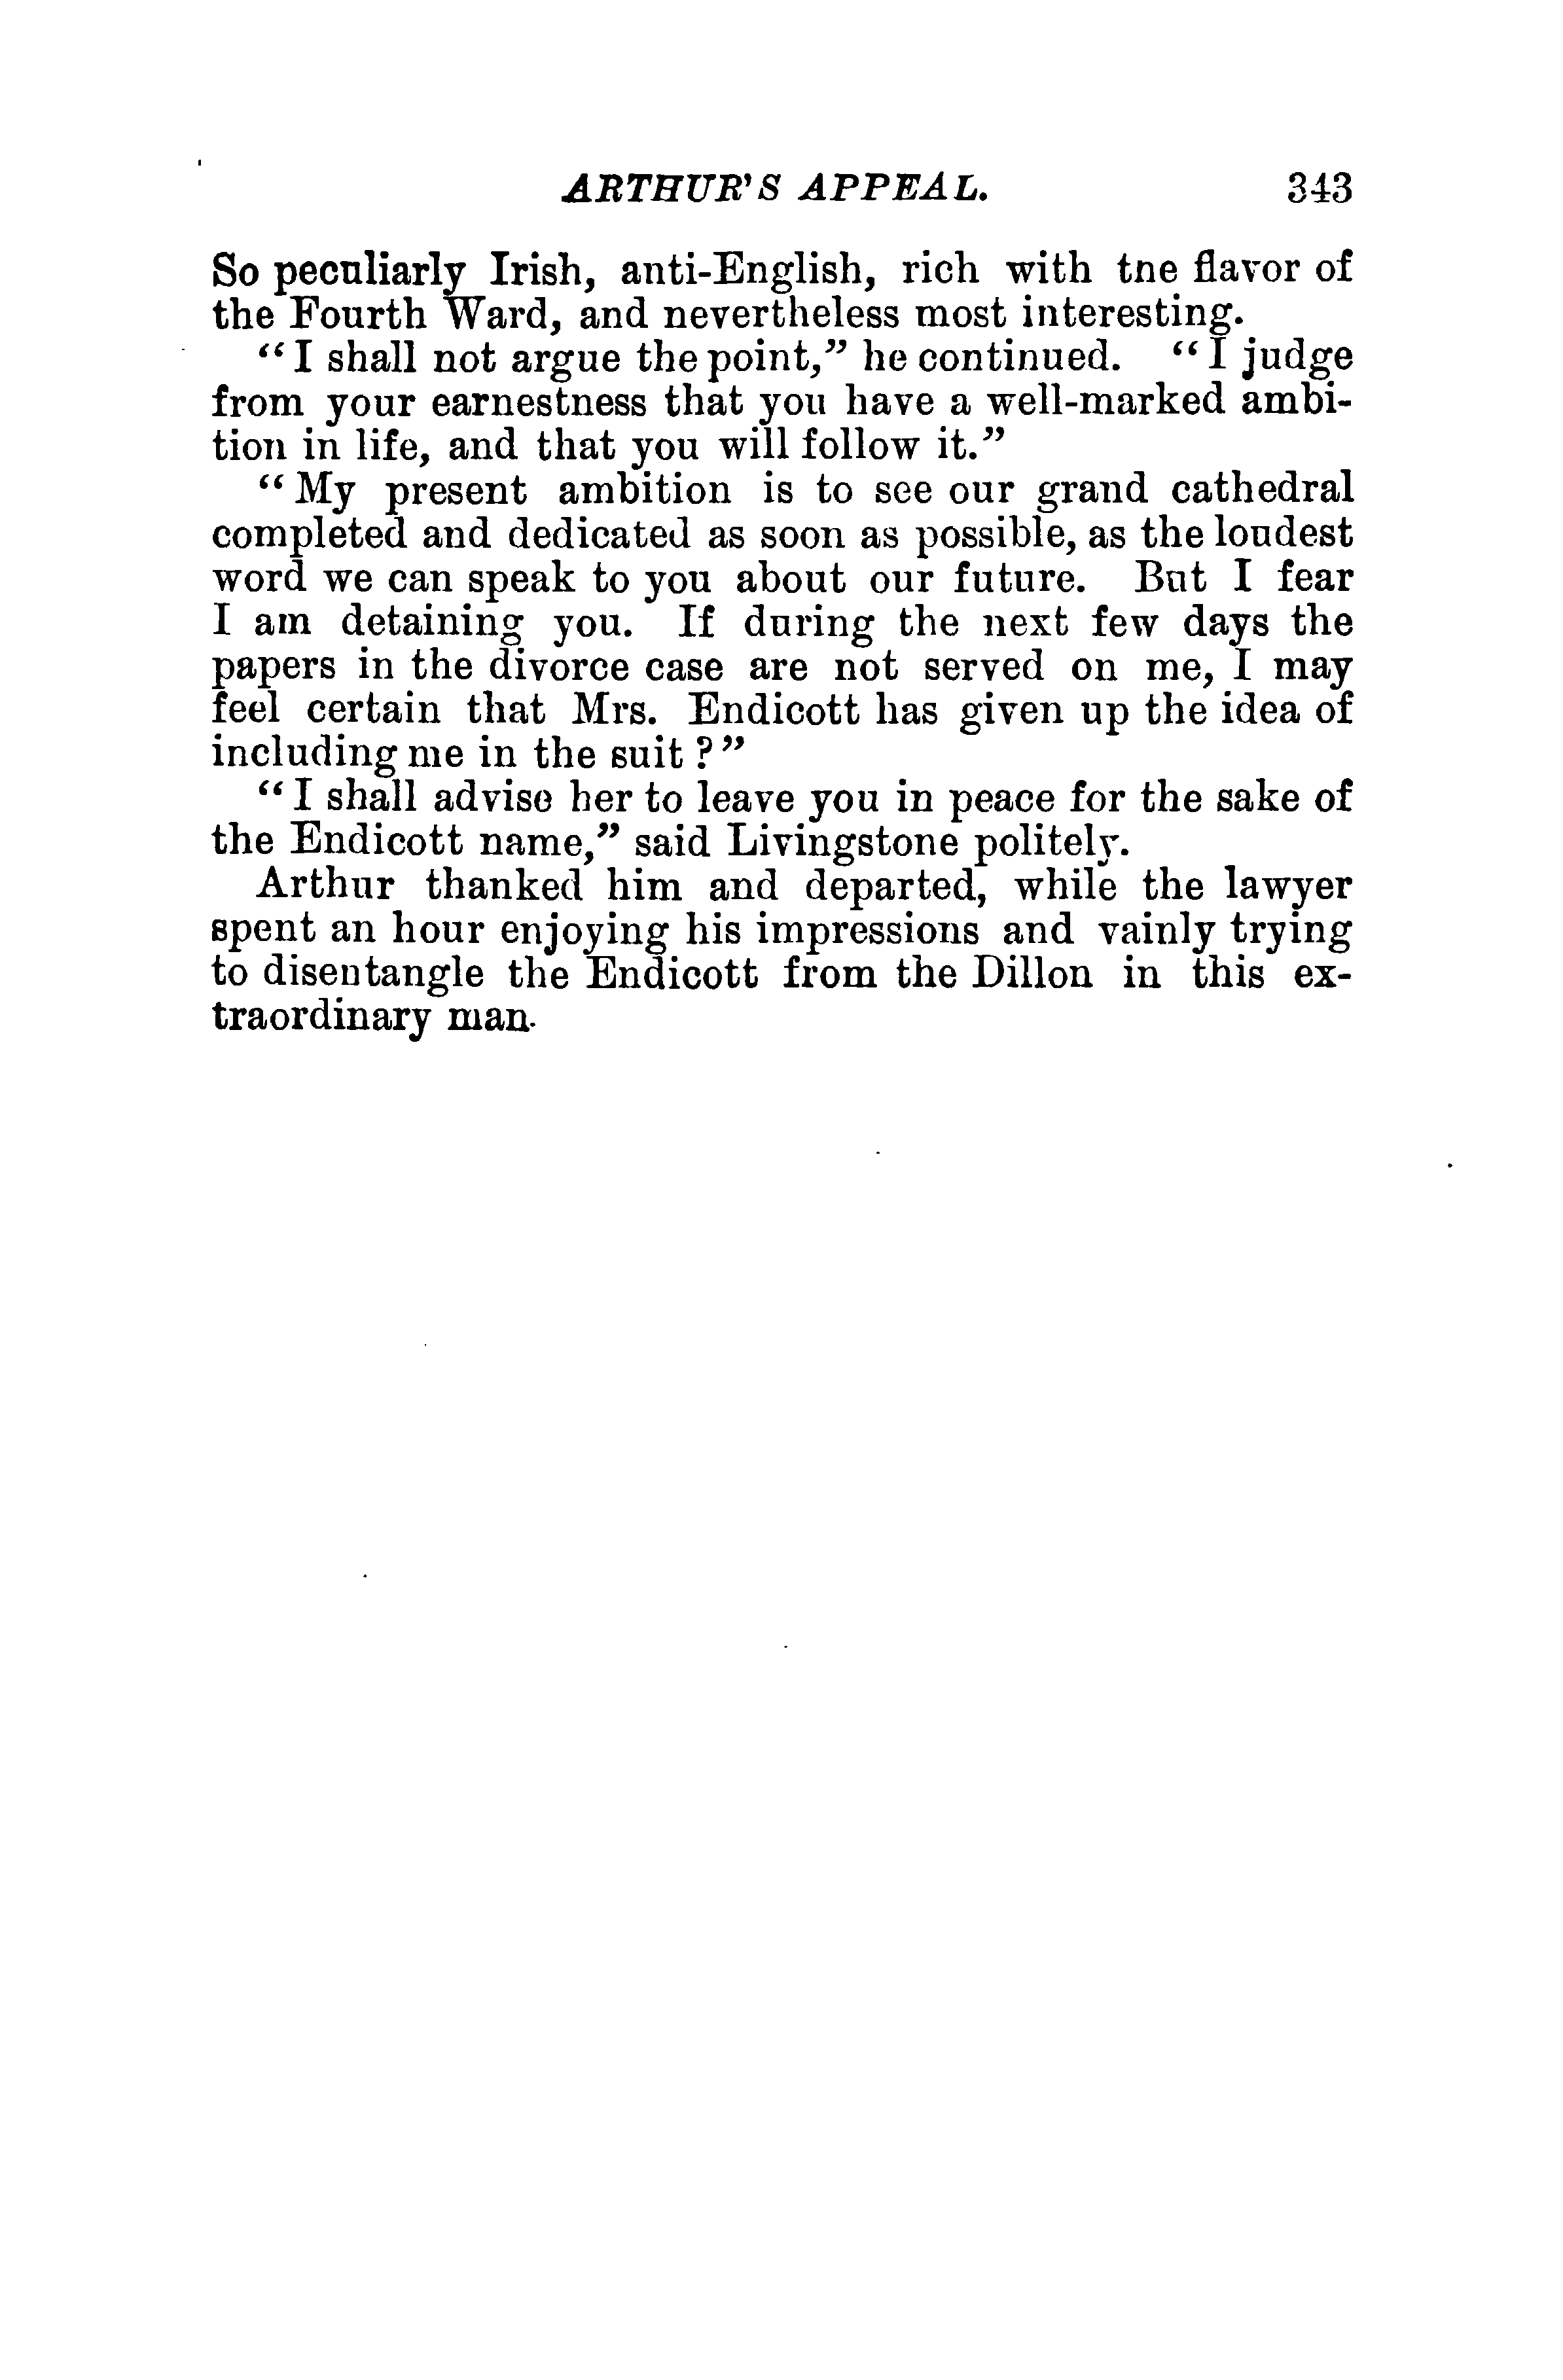 ARTHUR'S APPEAL. 343
So peculiarly Irish, anti-English, rich with tne flavor of
the Fourth Ward, and nevertheless most interesting.
“I shall not argue the point,” he continued. “I judge
from your earnestness that you have a well-marked ambi-
tion in life, and that you will follow it.”
“My present ambition is to see our grand cathedral
completed and dedicated as soon as possible, as the loudest
word we can speak to you about our future. But I fear
I am detaining you. If during the next few days the
papers in the divorce case are not served on me, I may
feel certain that Mrs. Endicott has given up the idea of
including me in the suit?”
“I shall advise her to leave you in peace for the sake of
the Endicott name,” said Livingstone politely.
Arthur thanked him and departed, while the lawyer
spent an hour enjoying his impressions and vainly trying
to disentangle the Endicott from the Dillon in this ex-
traordinary man.